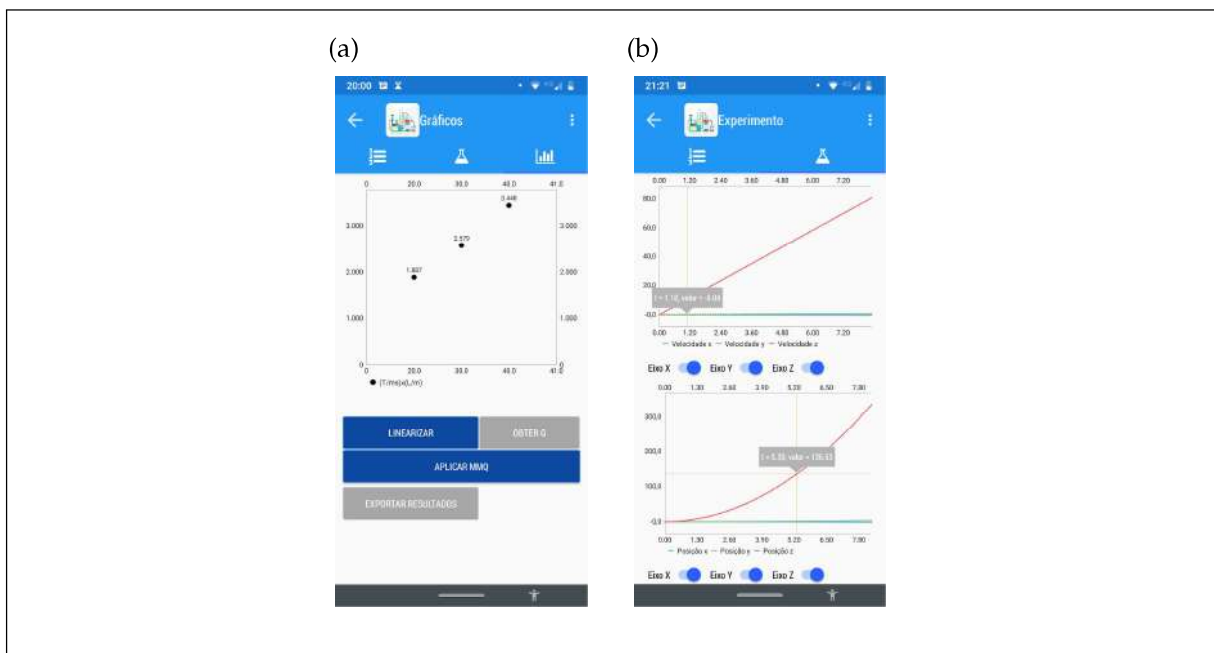 (a)
(b)
20:00
Gráficos
0 20.0 30.0 40.0 41.0
3.448
3.000 3.000
2.579
2.000 2.000
1.000 1.000
0 0
0 20.0 30.0 40.0 41.0
LINEARIZAR
OBTER G
APLICAR MMQ
EXPORTAR RESULTADOS
21:21
Experimento
0.00 1.20 2.40 3.60 4.80 6.00 7.20
80,0
60,0
40,0
20,0
-0,0
0.00 1.20 2.40 3.60 4.80 6.00 7.20
Velocidade x Velocidade y Velocidade z
Eixo X Eixo Y Eixo Z
0.00 1.30 2.60 3.90 5.20 6.50 7.80
300,0
200,0
100,0
-0,0
0.00 1.30 2.60 3.90 5.20 6.50 7.80
Posição x Posição y Posição z
Eixo X Eixo Y Eixo Z